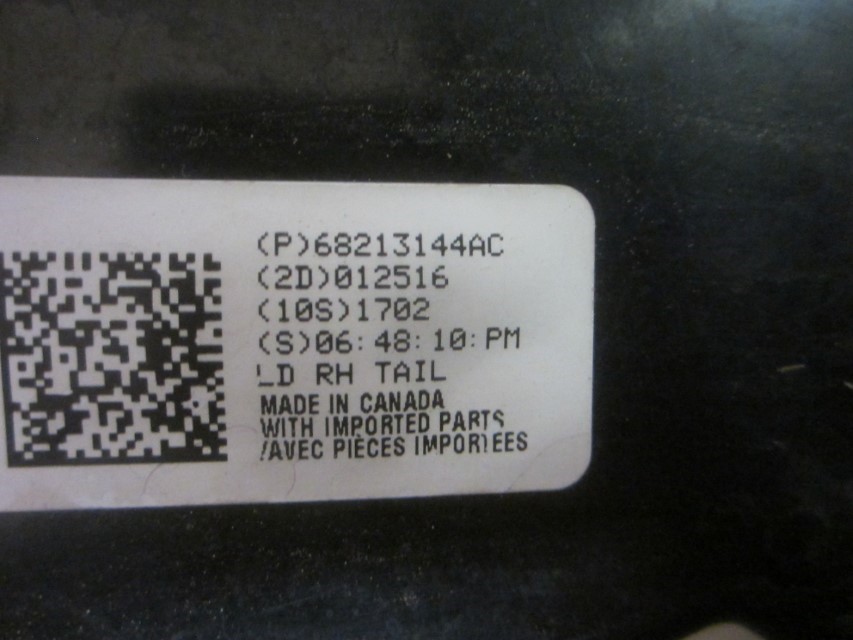 (P)68213144AC
(2D)012516
(10S)1702
(S)06:48:10:PM
LD RH TAIL
MADE IN CANADA
WITH IMPORTED PARTS
/AVEC PIÈCES IMPORTEES